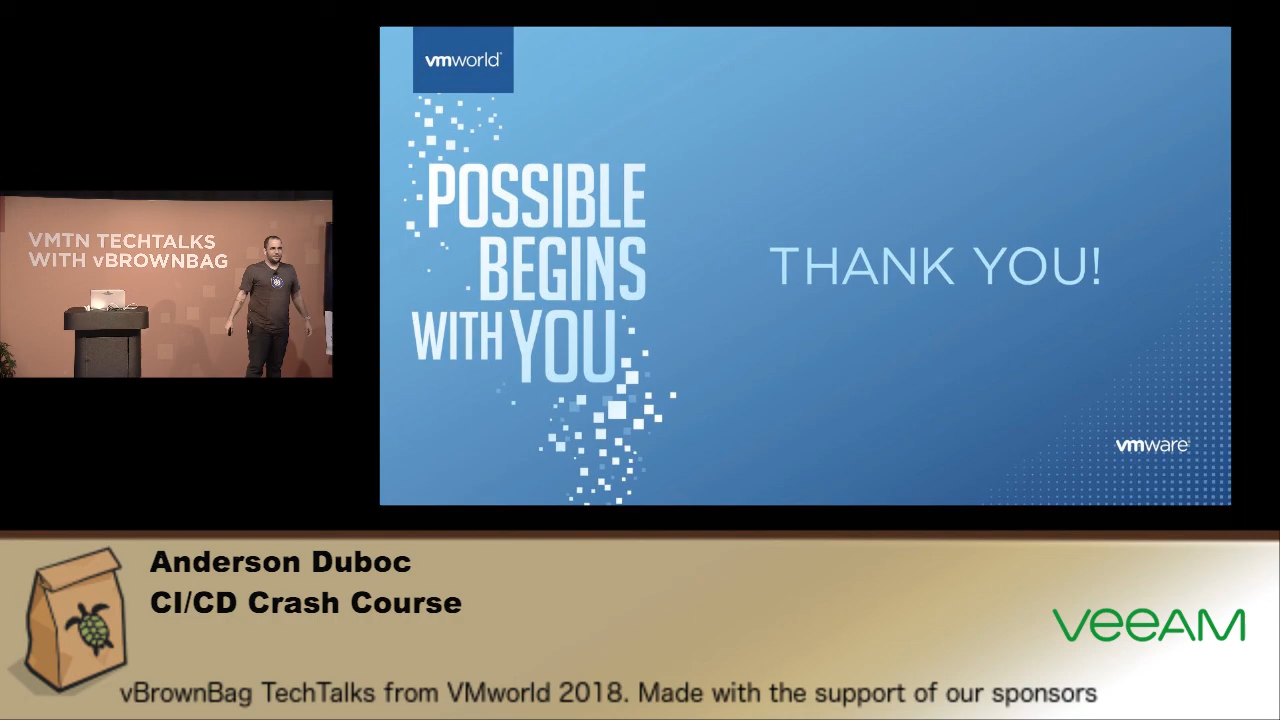 vmworld
POSSIBLE
BEGINS
WITH YOU
THANK YOU!
vmware
VMTN TECHTALKS
WITH vBROWNBAG
Anderson Duboc
CI/CD Crash Course
veeAM
vBrownBag TechTalks from VMworld 2018. Made with the support of our sponsors